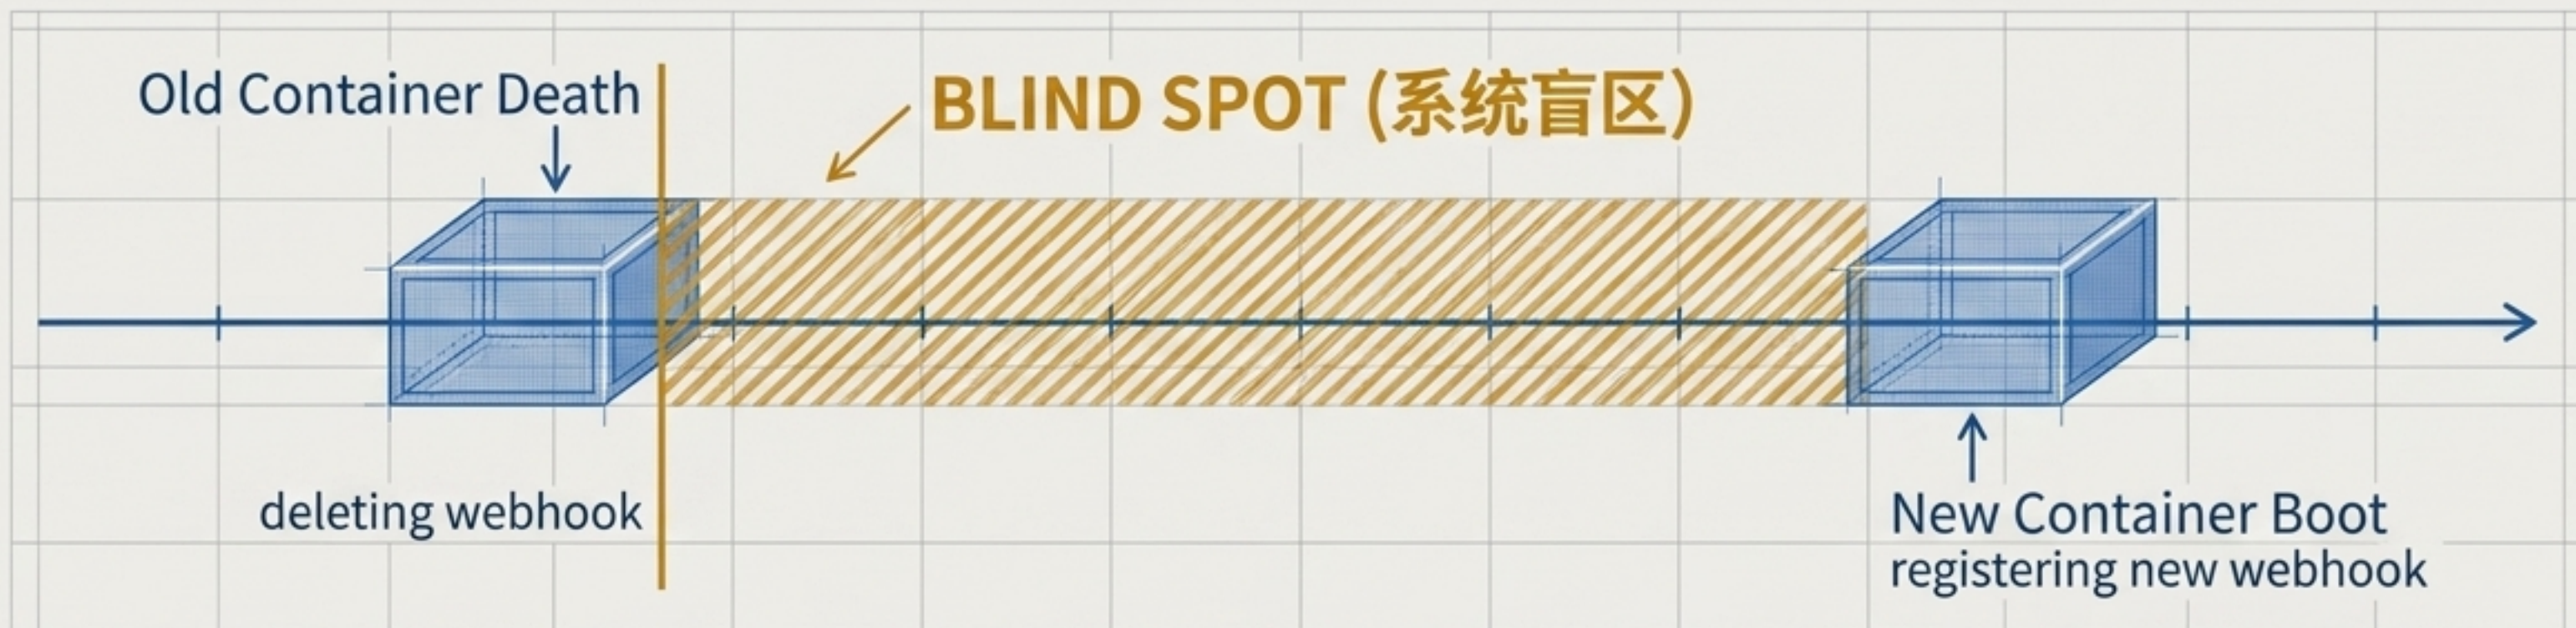 Old Container Death
BLIND SPOT (系统盲区)
deleting webhook
New Container Boot
registering new webhook